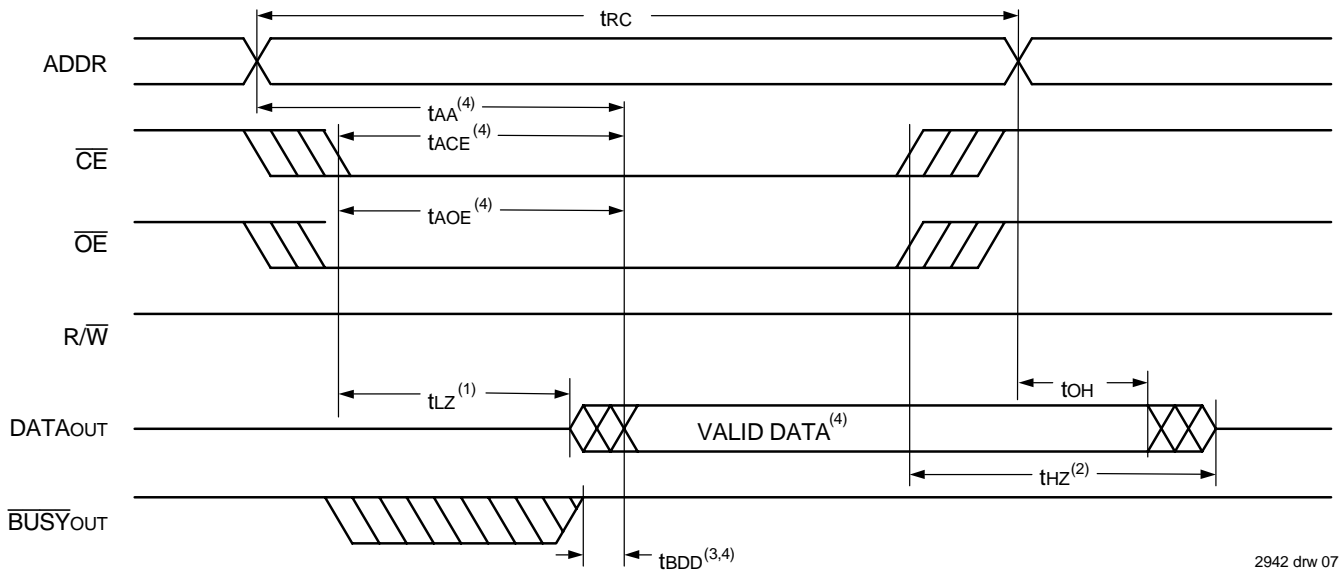 tRC
ADDR
tAA(4)
tACE(4)
CE
tAOE(4)
OE
R/W
tLZ(1)
tOH
DATAOUT
VALID DATA(4)
tHZ(2)
BUSYOUT
tBDD(3,4)
2942 drw 07